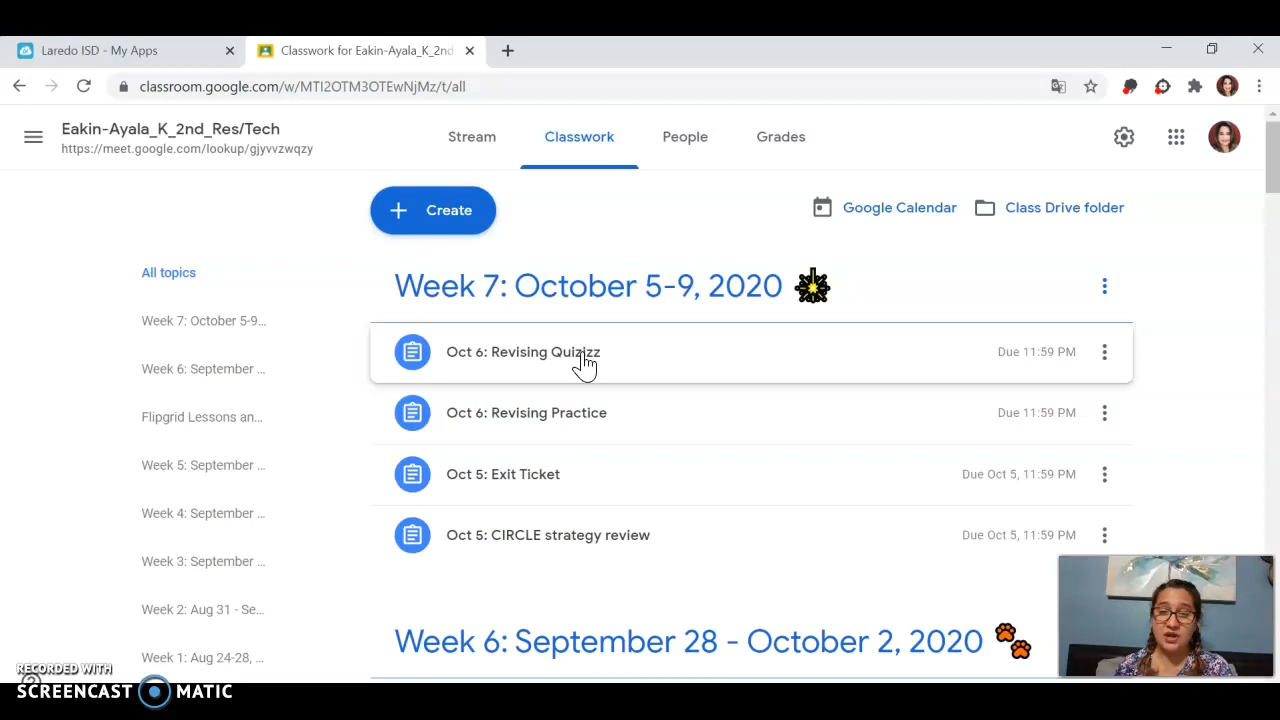 Laredo ISD - My Apps
Classwork for Eakin-Ayala_K_2nd
classroom.google.com/w/MTI2OTM3OTEwNjMz/t/all
Eakin-Ayala_K_2nd_Res/Tech
https://meet.google.com/lookup/gjyvvzwqzy
Stream
Classwork
People
Grades
Create
Google Calendar
Class Drive folder
All topics
Week 7: October 5-9...
Week 6: September ...
Flipgrid Lessons an...
Week 5: September ...
Week 4: September ...
Week 3: September ...
Week 2: Aug 31 - Se...
Week 1: Aug 24-28, ...
Week 7: October 5-9, 2020
Oct 6: Revising Quizizz
Due 11:59 PM
Oct 6: Revising Practice
Due 11:59 PM
Oct 5: Exit Ticket
Due Oct 5, 11:59 PM
Oct 5: CIRCLE strategy review
Due Oct 5, 11:59 PM
Week 6: September 28 - October 2, 2020
RECORDED WITH
SCREENCAST MATIC